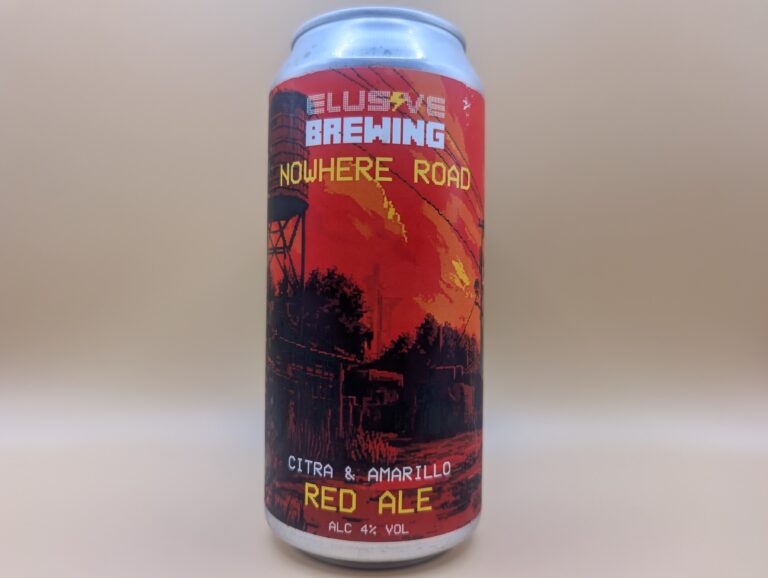 ELUSIVE
BREWING
NOWHERE ROAD
CITRA & AMARILLO
RED ALE
ALC 4% VOL